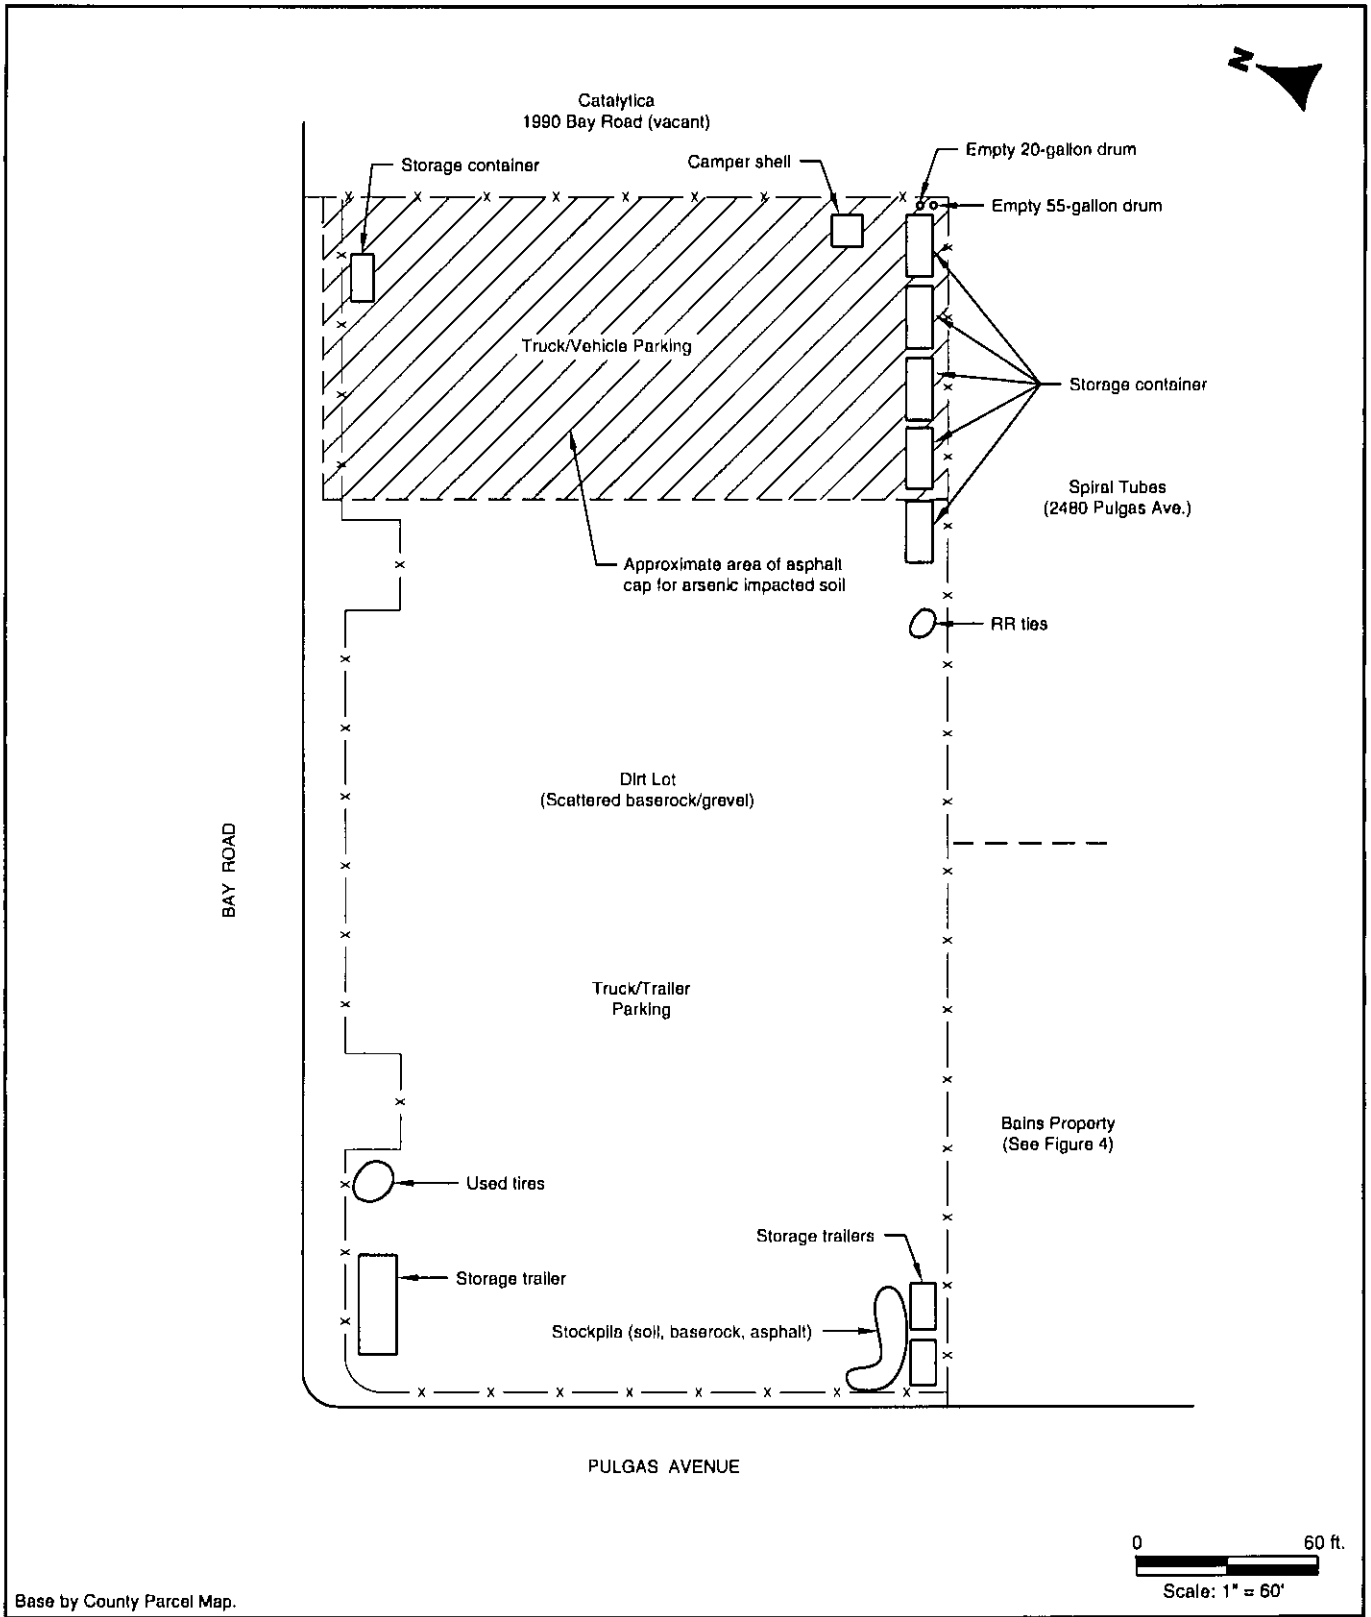 N
Catalytica
1990 Bay Road (vacant)
Storage container
Camper shell
Empty 20-gallon drum
Empty 55-gallon drum
Truck/Vehicle Parking
Storage container
Spiral Tubes
(2480 Pulgas Ave.)
Approximate area of asphalt
cap for arsenic impacted soil
RR ties
Dirt Lot
(Scattered baserock/gravel)
BAY ROAD
Truck/Trailer
Parking
Bains Property
(See Figure 4)
Used tires
Storage trailers
Storage trailer
Stockpile (soil, baserock, asphalt)
PULGAS AVENUE
0 60 ft.
Scale: 1" = 60'
Base by County Parcel Map.